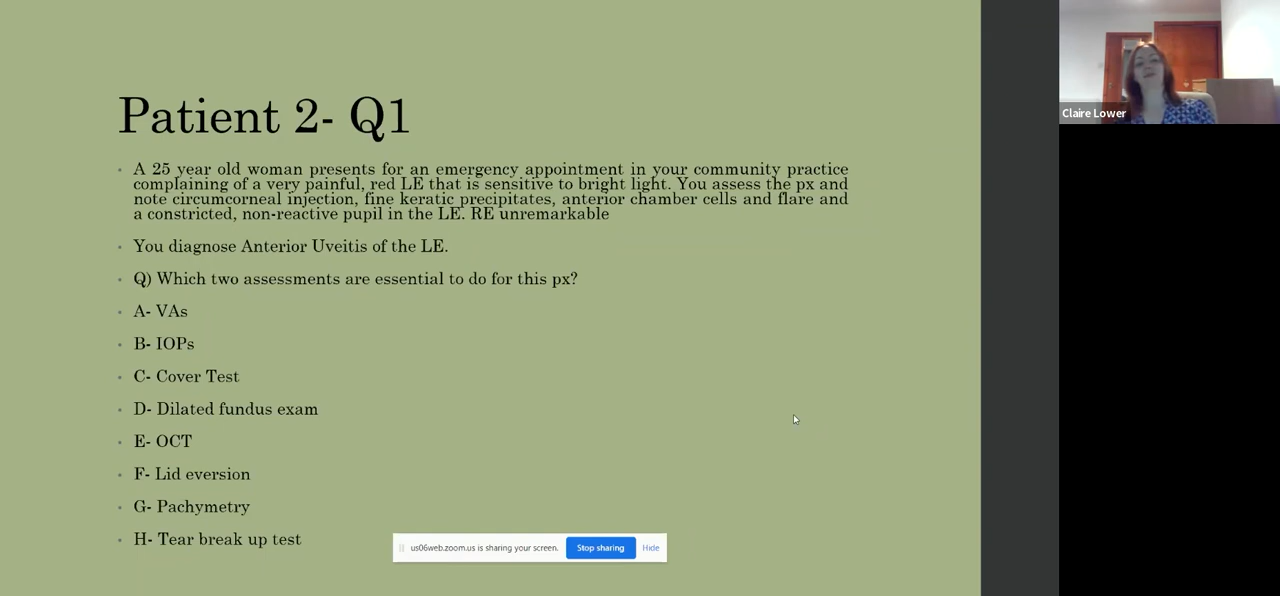 Patient 2- Q1
• A 25 year old woman presents for an emergency appointment in your community practice
complaining of a very painful, red LE that is sensitive to bright light. You assess the px and
note circumcorneal injection, fine keratic precipitates, anterior chamber cells and flare and
a constricted, non-reactive pupil in the LE. RE unremarkable
• You diagnose Anterior Uveitis of the LE.
• Q) Which two assessments are essential to do for this px?
• A- VAs
• B- IOPs
• C- Cover Test
• D- Dilated fundus exam
• E- OCT
• F- Lid eversion
• G- Pachymetry
• H- Tear break up test
us06web.zoom.us is sharing your screen.
Stop sharing
Hide
Claire Lower